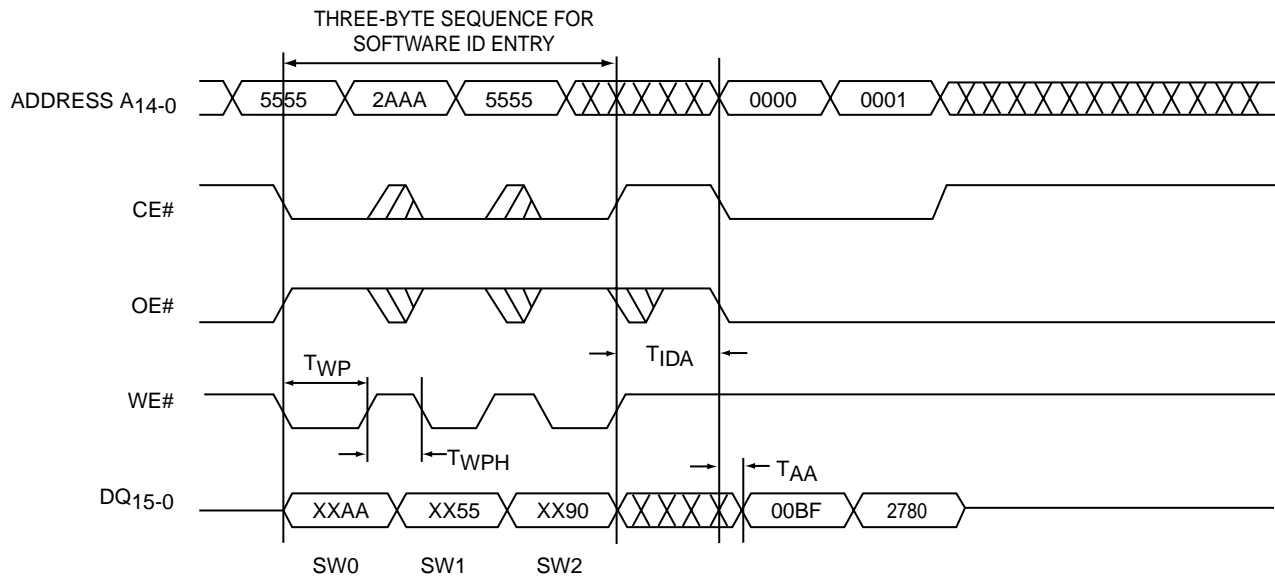 THREE-BYTE SEQUENCE FOR
SOFTWARE ID ENTRY
ADDRESS A14-0
5555 2AAA 5555 0000 0001
CE#
OE#
TWP TIDA
WE#
TWPH TAA
DQ15-0
XXAA XX55 XX90 00BF 2780
SW0 SW1 SW2